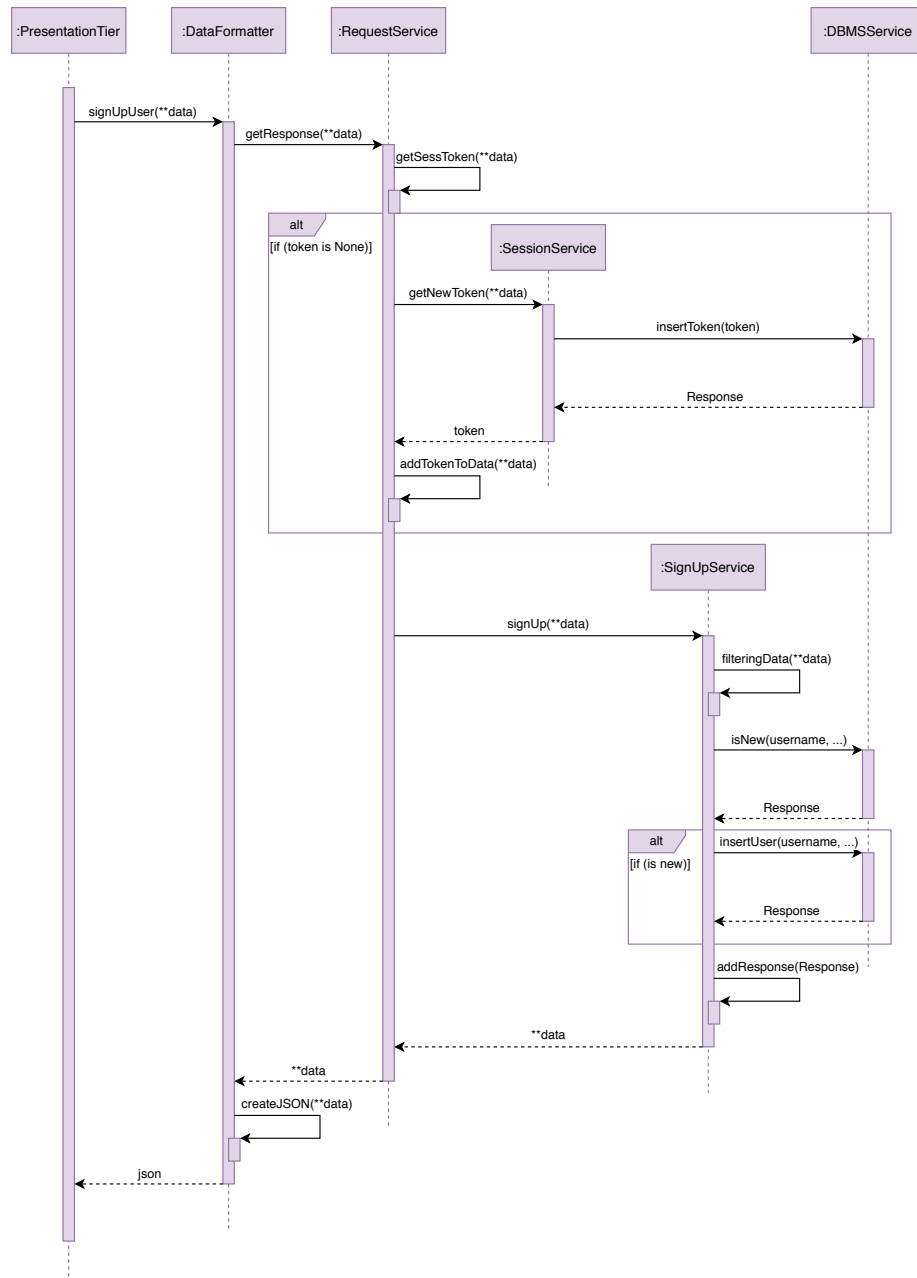 :PresentationTier
:DataFormatter
:RequestService
:DBMSService
signUpUser(**data)
getResponse(**data)
getSessToken(**data)
alt
[if (token is None)]
:SessionService
getNewToken(**data)
insertToken(token)
Response
token
addTokenToData(**data)
:SignUpService
signUp(**data)
filteringData(**data)
isNew(username, ...)
Response
alt
insertUser(username, ...)
[if (is new)]
Response
addResponse(Response)
**data
**data
createJSON(**data)
json